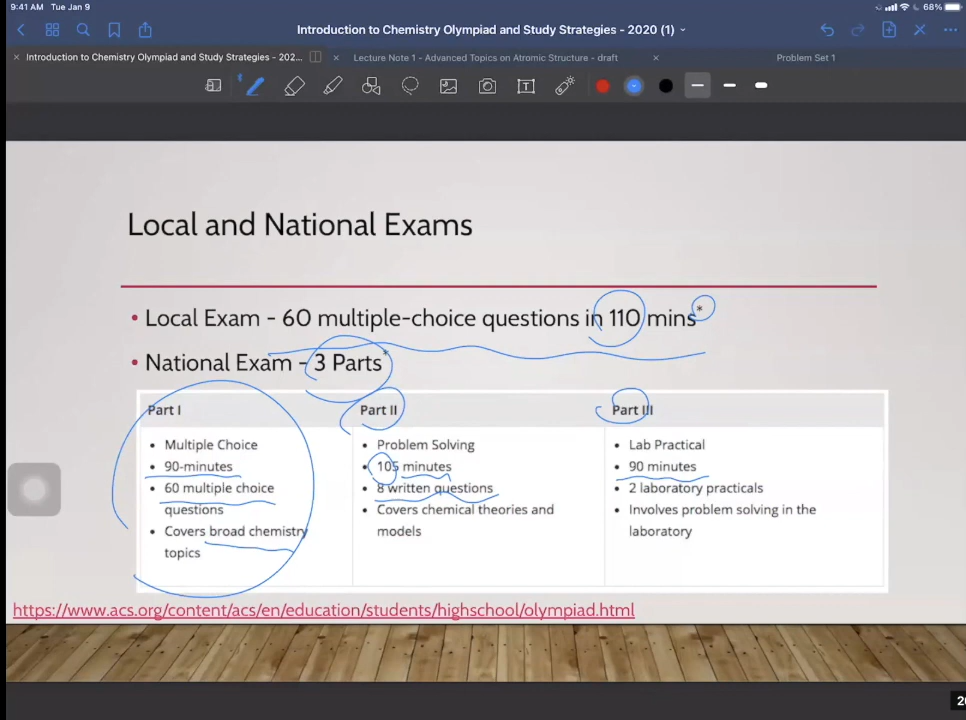 9:41 AM Tue Jan 9
68%
Introduction to Chemistry Olympiad and Study Strategies - 2020 (1)
Introduction to Chemistry Olympiad and Study Strategies - 202...
Lecture Note 1 - Advanced Topics on Atromic Structure - draft
Problem Set 1
Local and National Exams
• Local Exam - 60 multiple-choice questions in 110 mins*
• National Exam - 3 Parts*
Part I
• Multiple Choice
• 90-minutes
• 60 multiple choice
questions
• Covers broad chemistry
topics
Part II
• Problem Solving
• 105 minutes
• 8 written questions
• Covers chemical theories and
models
Part III
• Lab Practical
• 90 minutes
• 2 laboratory practicals
• Involves problem solving in the
laboratory
https://www.acs.org/content/acs/en/education/students/highschool/olympiad.html